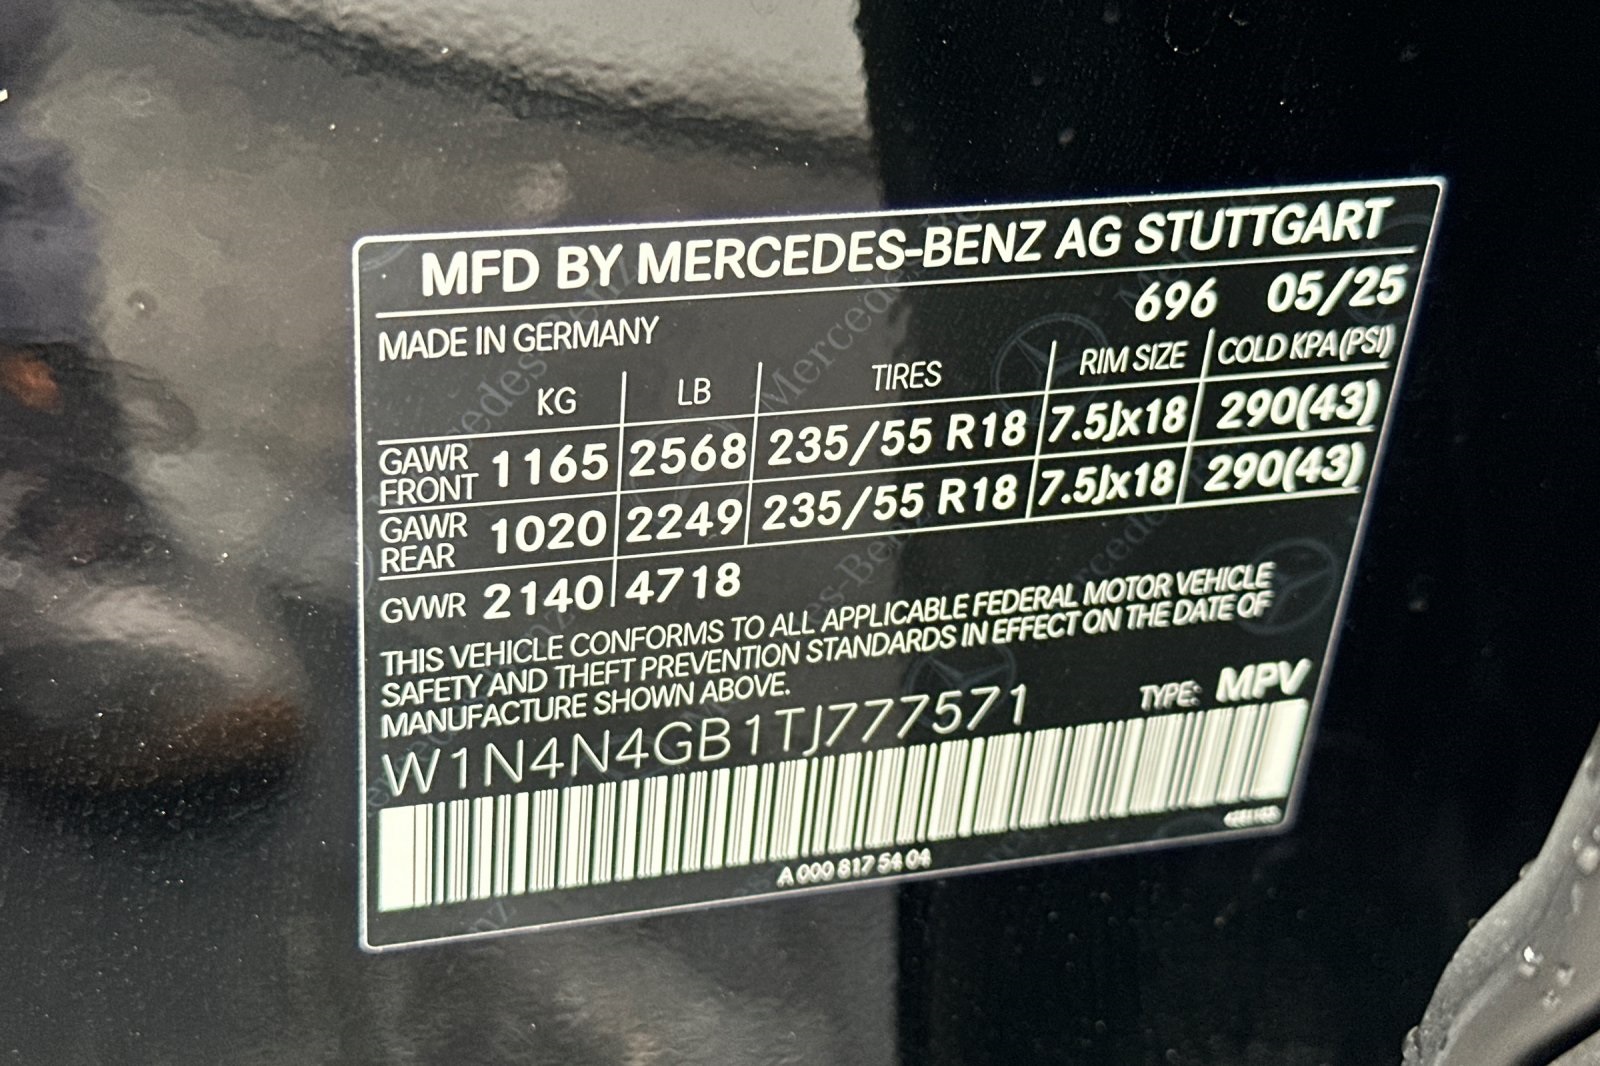 MFD BY MERCEDES-BENZ AG STUTTGART
696 05/25
MADE IN GERMANY
KG LB TIRES RIM SIZE COLD KPA(PSI)
GAWR FRONT 1165 2568 235/55 R18 7.5Jx18 290(43)
GAWR REAR 1020 2249 235/55 R18 7.5Jx18 290(43)
GVWR 2140 4718
THIS VEHICLE CONFORMS TO ALL APPLICABLE FEDERAL MOTOR VEHICLE
SAFETY AND THEFT PREVENTION STANDARDS IN EFFECT ON THE DATE OF
MANUFACTURE SHOWN ABOVE.
W1N4N4GB1TJ777571 TYPE: MPV
A 000 817 54 04